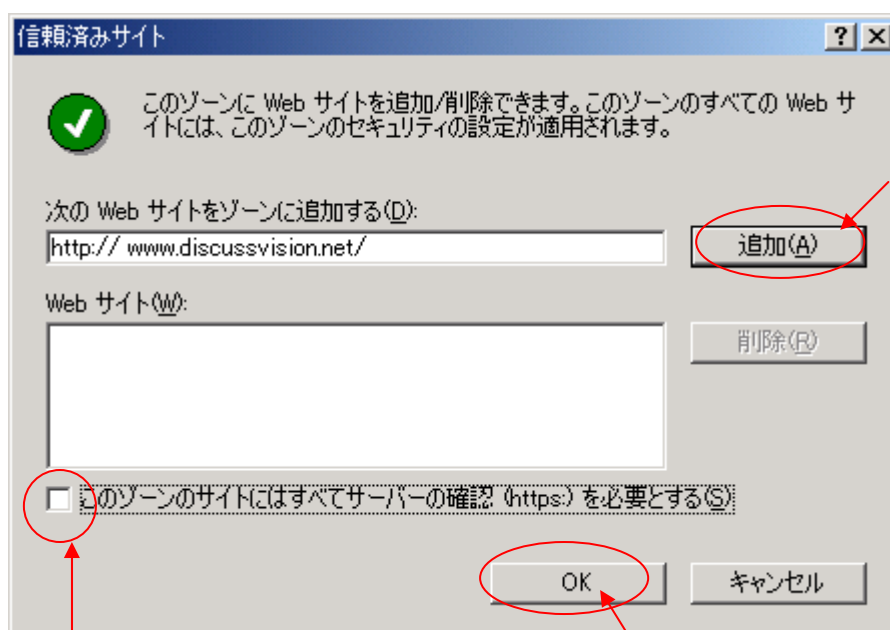 信頼済みサイト
このゾーンに Web サイトを追加/削除できます。このゾーンのすべての Web サ
イトには、このゾーンのセキュリティの設定が適用されます。
次の Web サイトをゾーンに追加する(D):
http:// www.discussvision.net/
追加(A)
Web サイト(W):
削除(R)
このゾーンのサイトにはすべてサーバーの確認 (https:) を必要とする(S)
OK
キャンセル